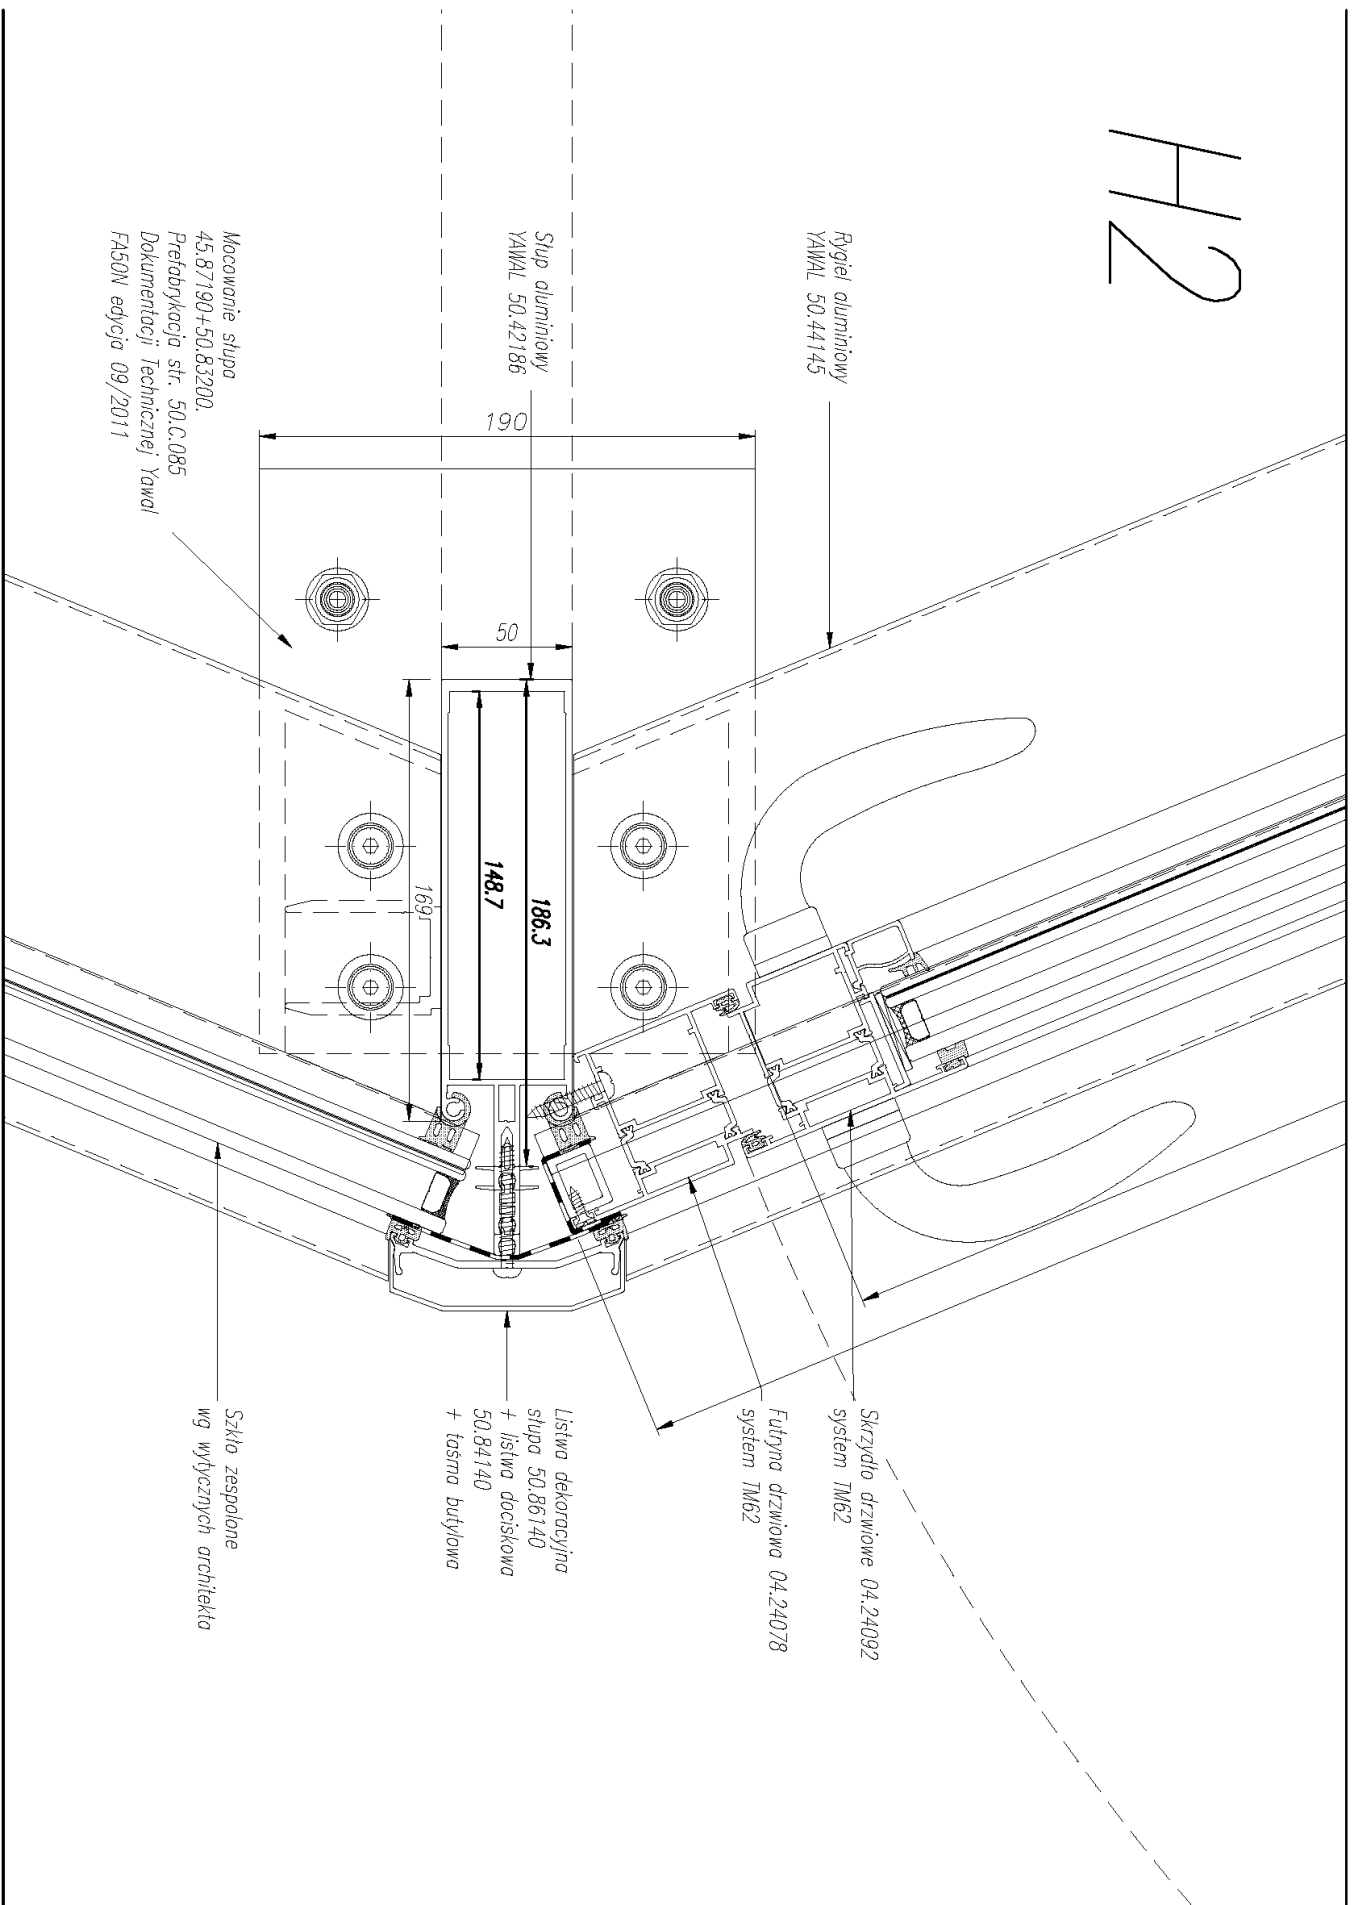 H2
Rygiel aluminiowy
YAWAL 50.44145
Słup aluminiowy
YAWAL 50.42186
Mocowanie słupa
45.87190+50.83200.
Prefabrykacja str. 50.C.085
Dokumentacji Technicznej Yawal
FA50N edycja 09/2011
190
50
186.3
148.7
169
Skrzydło drzwiowe 04.24092
system TM62
Futryna drzwiowa 04.24078
system TM62
Listwa dekoracyjna
słupa 50.86140
+ listwa dociskowa
50.84140
+ taśma butylowa
Szkło zespolone
wg wytycznych architekta